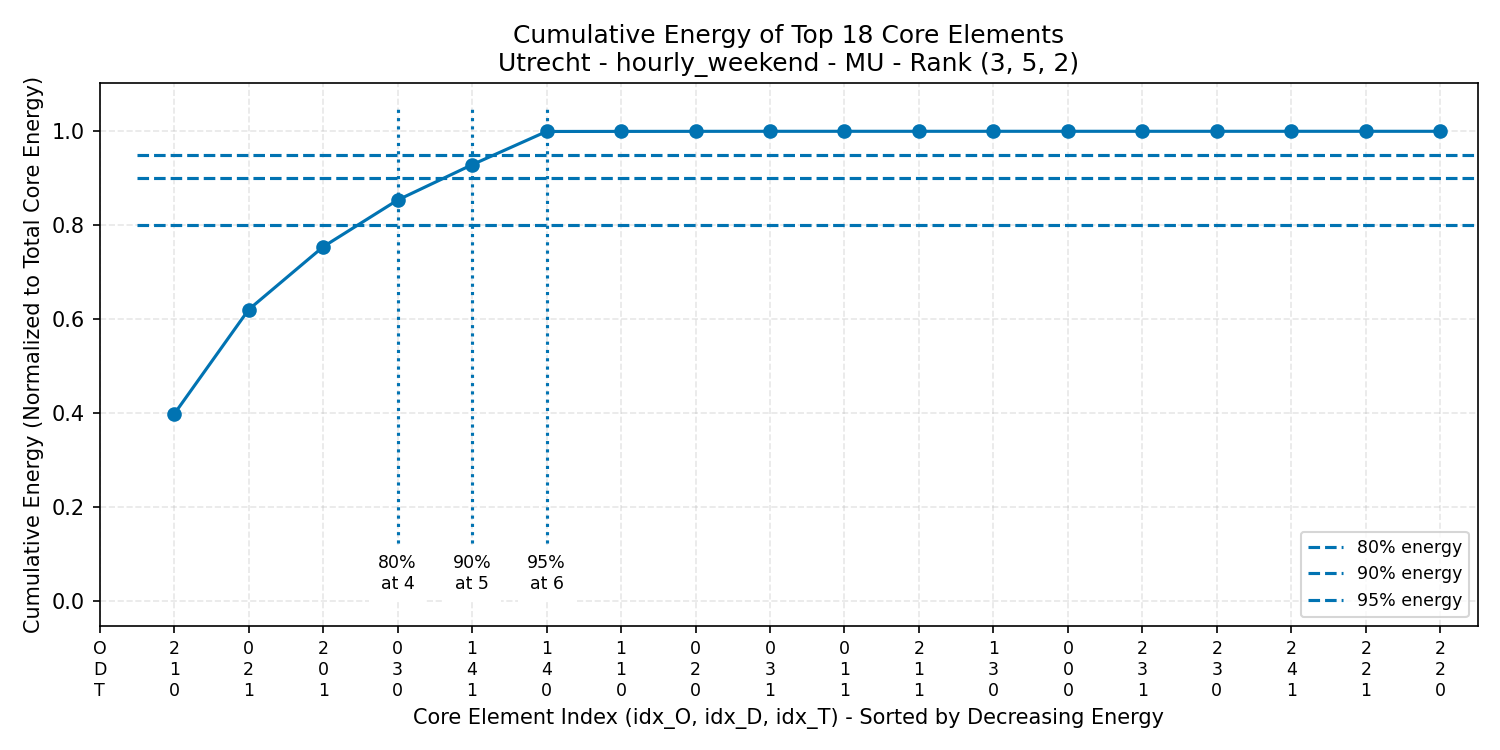 Cumulative Energy of Top 18 Core Elements
Utrecht - hourly_weekend - MU - Rank (3, 5, 2)
Cumulative Energy (Normalized to Total Core Energy)
1.0
0.8
0.6
0.4
0.2
0.0
80% at 4
90% at 5
95% at 6
80% energy
90% energy
95% energy
O 2 0 2 0 1 1 1 0 0 0 2 1 0 2 2 2 2 2
D 1 2 0 3 4 4 1 2 3 1 1 3 0 3 3 4 2 2
T 0 1 1 0 1 0 0 0 1 1 1 0 0 1 0 1 1 0
Core Element Index (idx_O, idx_D, idx_T) - Sorted by Decreasing Energy